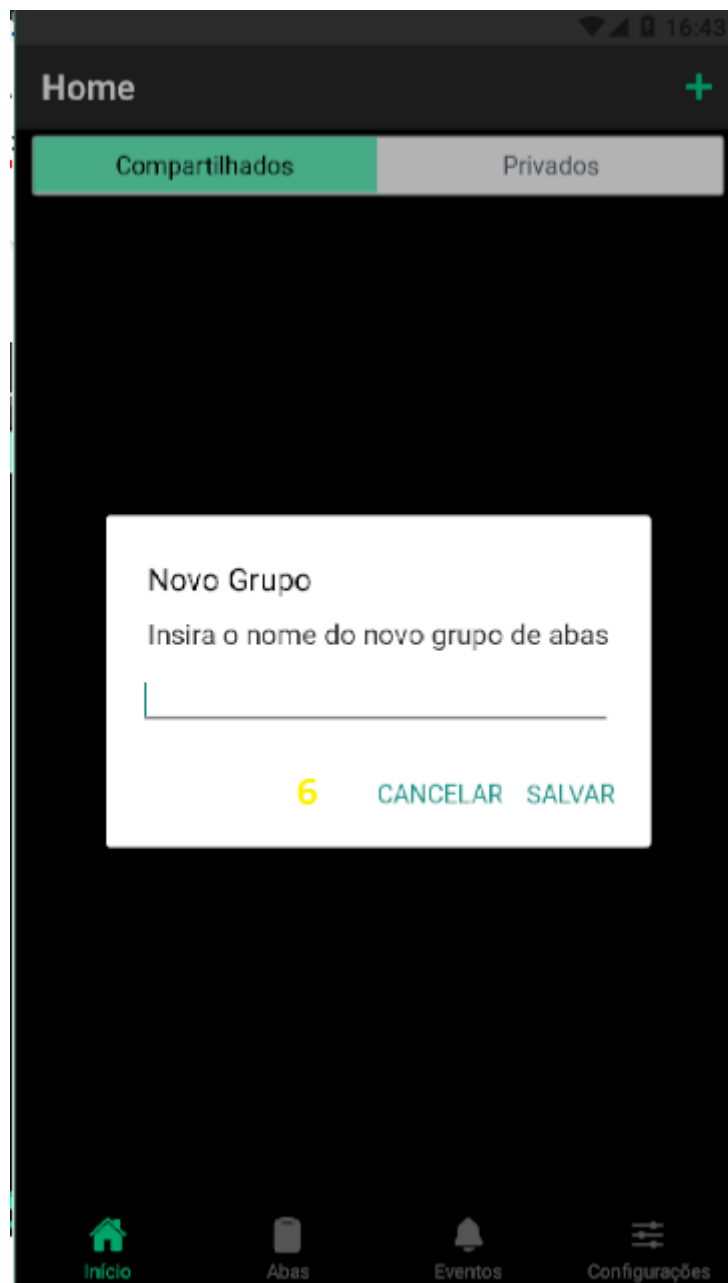 16:43
Home +
Compartilhados Privados
Novo Grupo
Insira o nome do novo grupo de abas
6 CANCELAR SALVAR
Início Abas Eventos Configurações